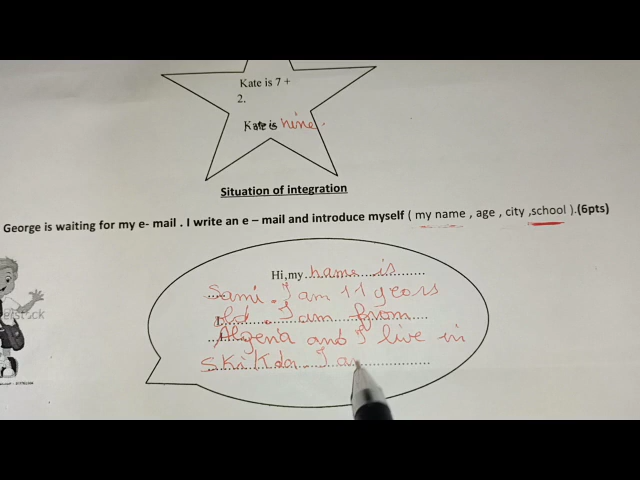 Kate is 7 +
2.
Kate is nine.
Situation of integration
George is waiting for my e- mail . I write an e – mail and introduce myself ( my name , age , city ,school ).(6pts)
Hi,my name is
Sami. I am 11 years
old. I am from
Algeria and I live in
Skikda. I am